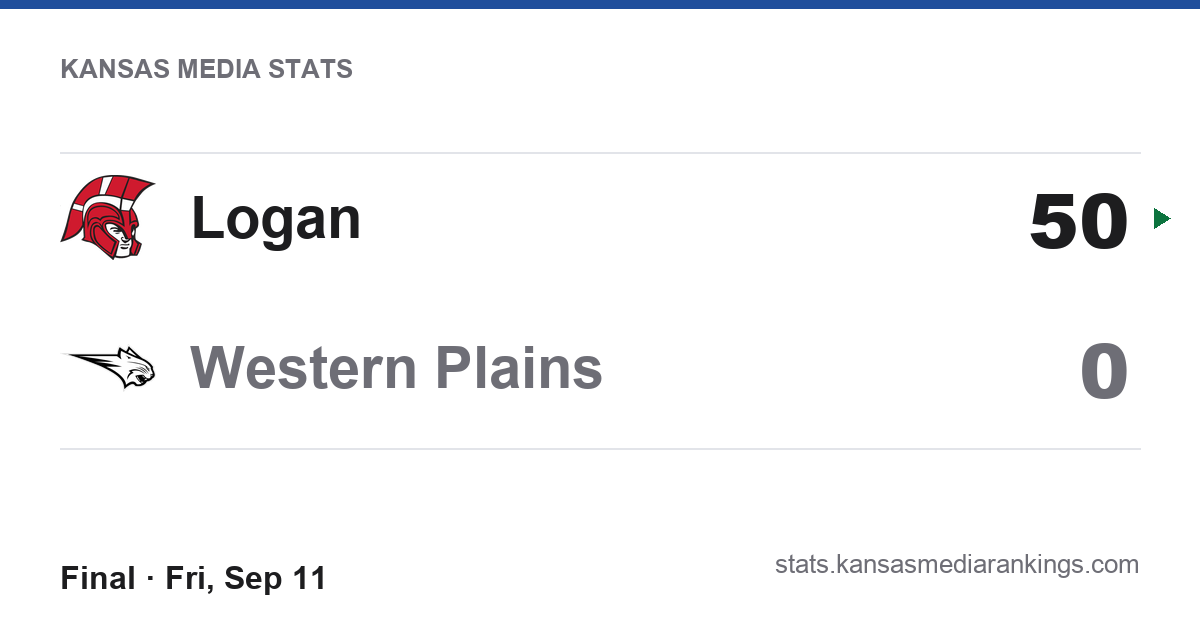 KANSAS MEDIA STATS
Logan 50
Western Plains 0
Final · Fri, Sep 11
stats.kansasmediarankings.com